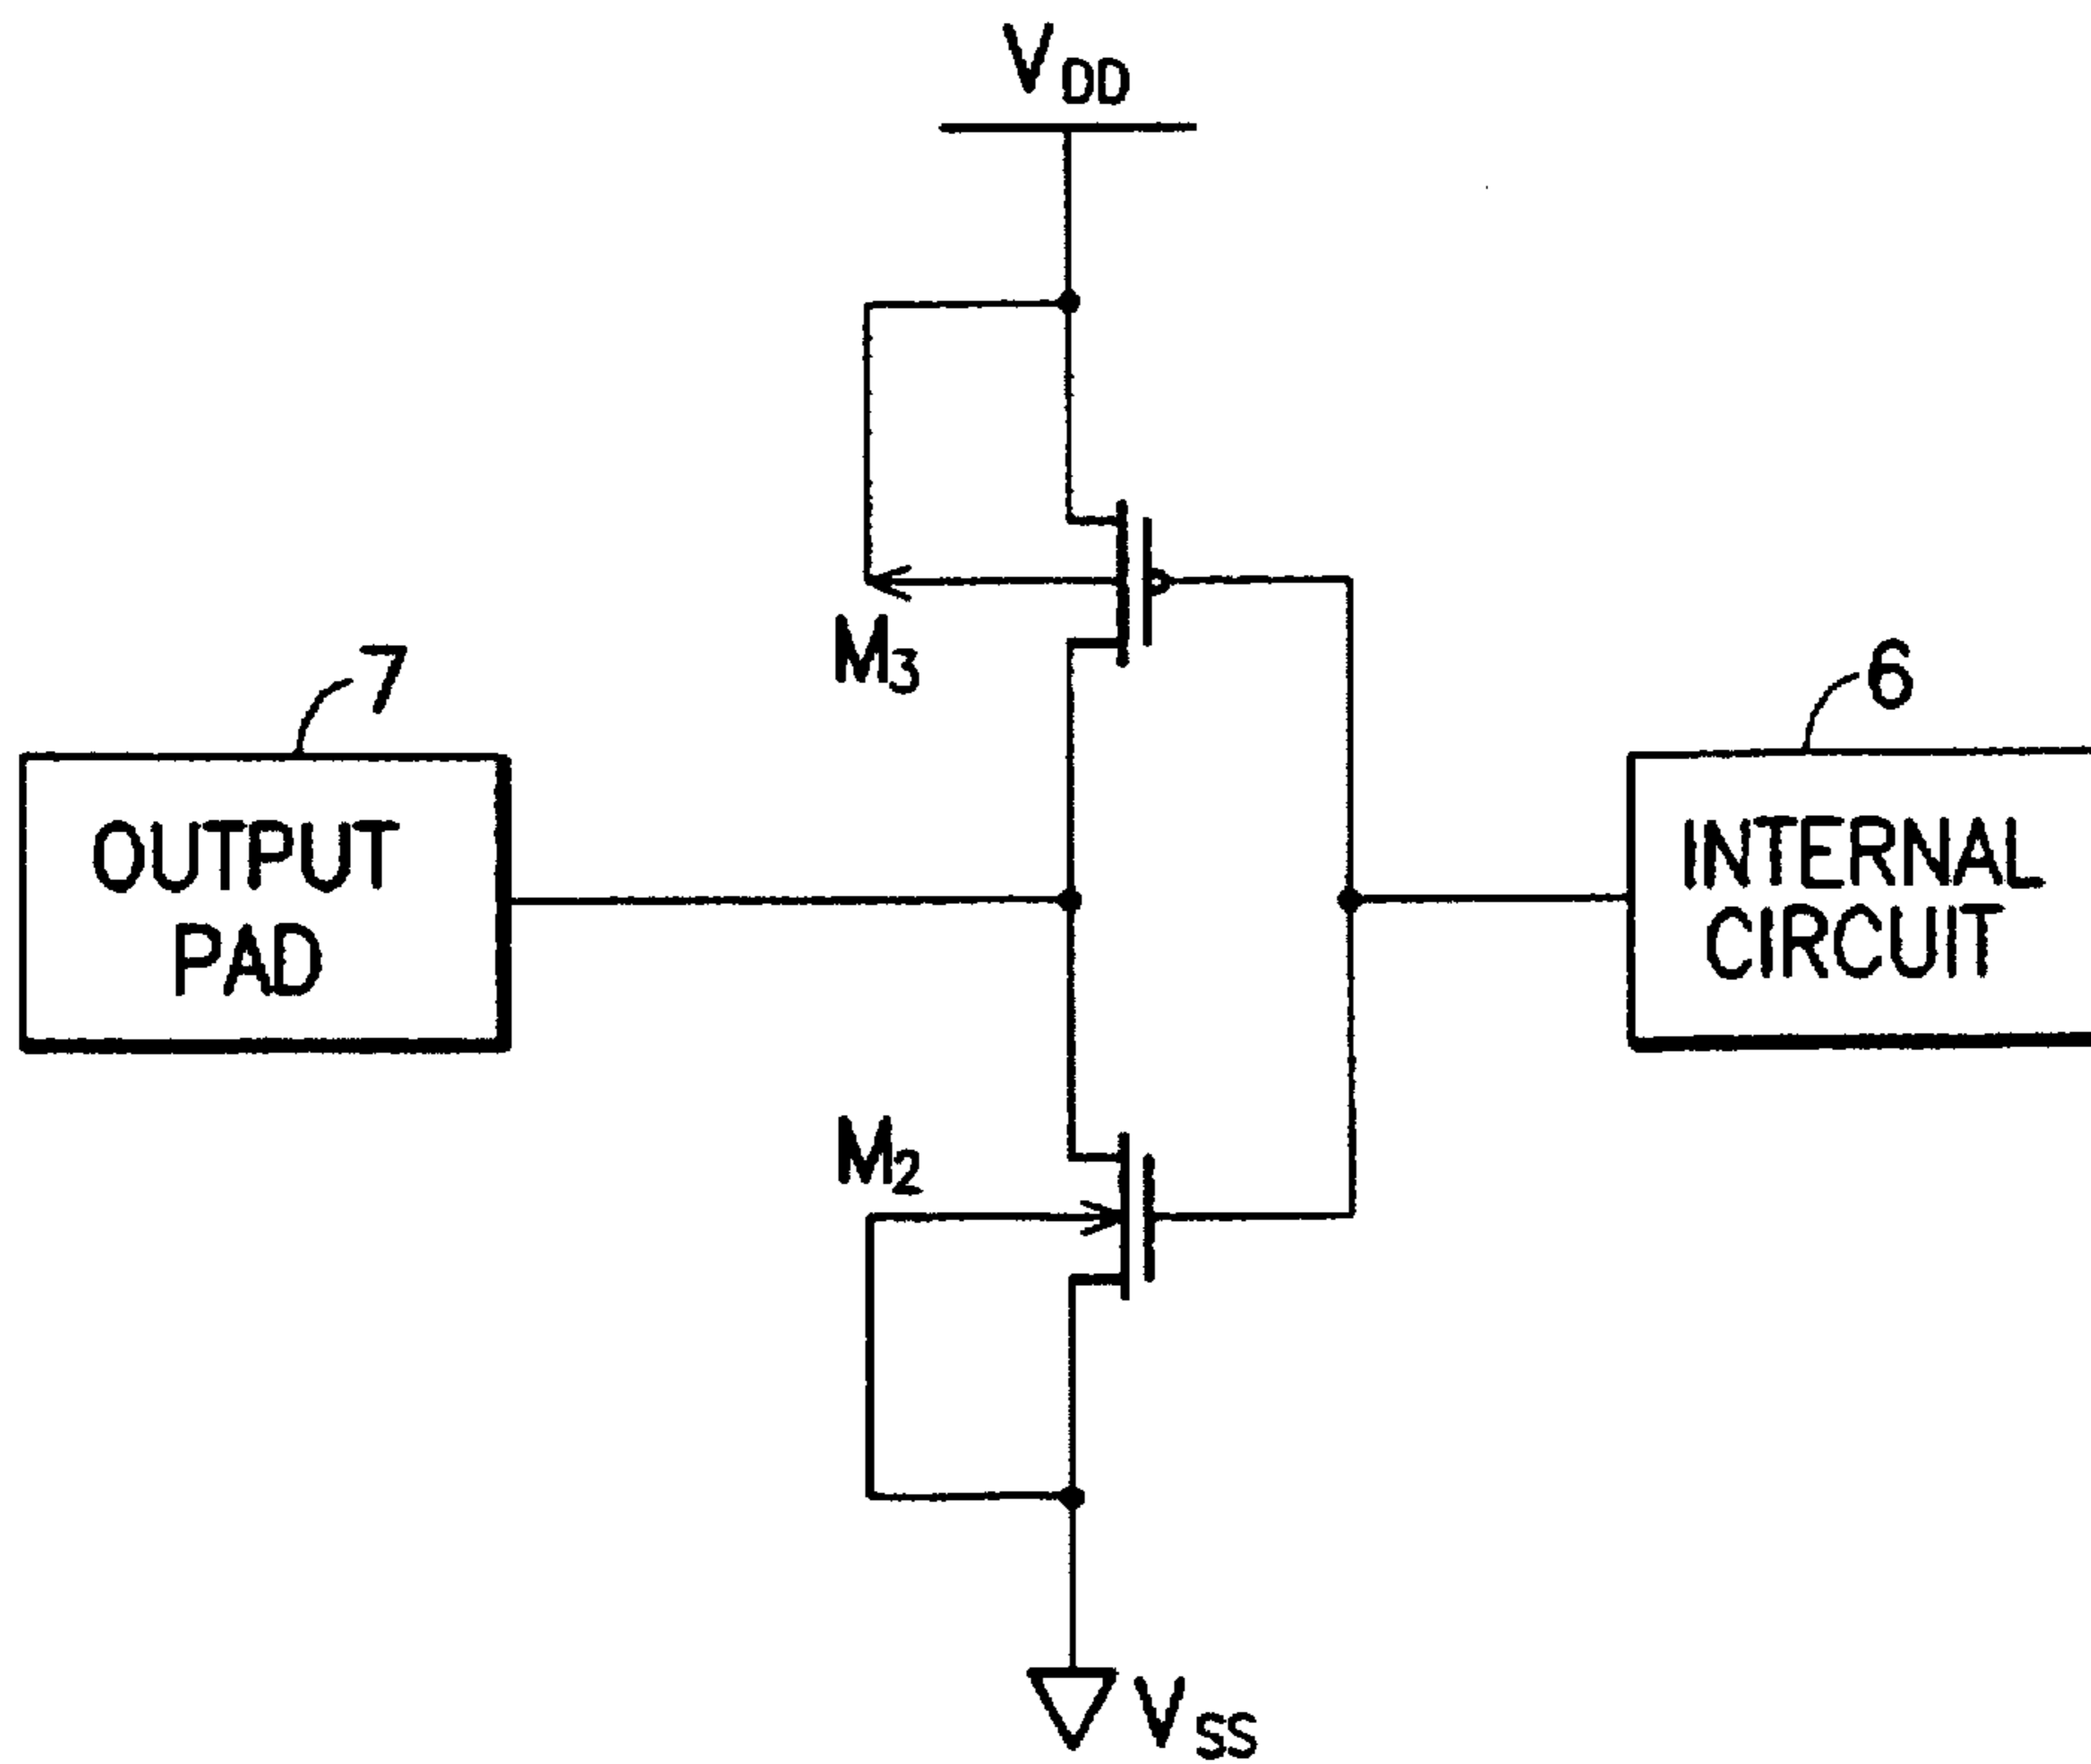 VDD
M3
7
OUTPUT
PAD
6
INTERNAL
CIRCUIT
M2
VSS